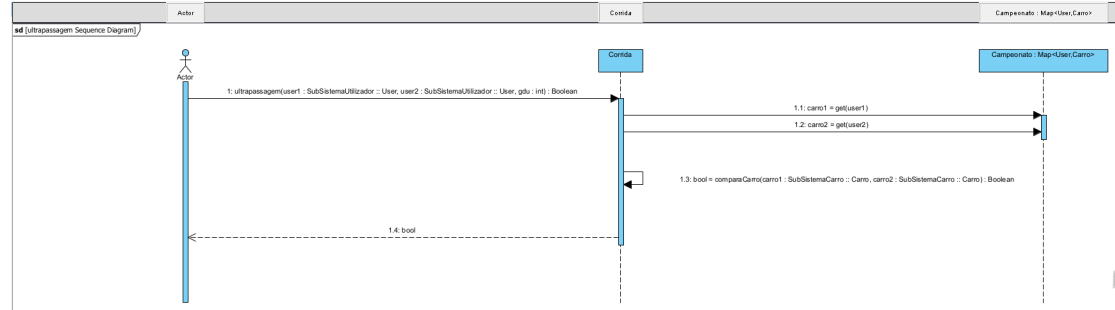 Actor
Corrida
Campeonato : Map<User,Carro>
sd [ultrapassagem Sequence Diagram]
Actor
Corrida
Campeonato : Map<User,Carro>
1: ultrapassagem(user1 : SubSistemaUtilizador :: User, user2 : SubSistemaUtilizador :: User, gdu : int) : Boolean
1.1: carro1 = get(user1)
1.2: carro2 = get(user2)
1.3: bool = comparaCarro(carro1 : SubSistemaCarro :: Carro, carro2 : SubSistemaCarro :: Carro) : Boolean
1.4: bool